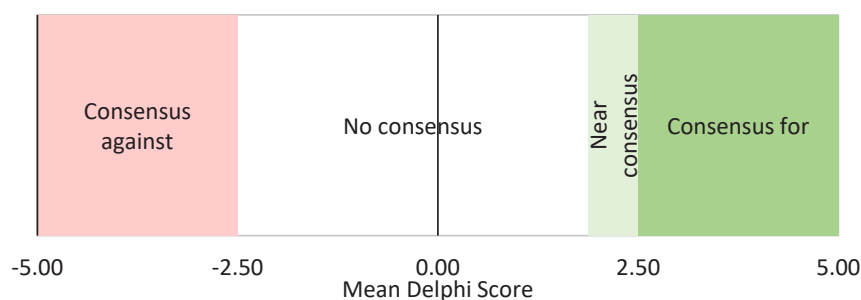 Consensus
against
No consensus
Near
consensus
Consensus for
-5.00 -2.50 0.00 2.50 5.00
Mean Delphi Score